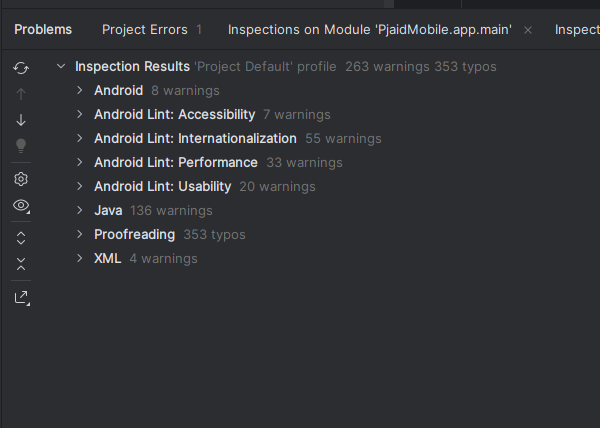 Problems Project Errors 1 Inspections on Module 'PjaidMobile.app.main' Inspect
Inspection Results 'Project Default' profile 263 warnings 353 typos
Android 8 warnings
Android Lint: Accessibility 7 warnings
Android Lint: Internationalization 55 warnings
Android Lint: Performance 33 warnings
Android Lint: Usability 20 warnings
Java 136 warnings
Proofreading 353 typos
XML 4 warnings